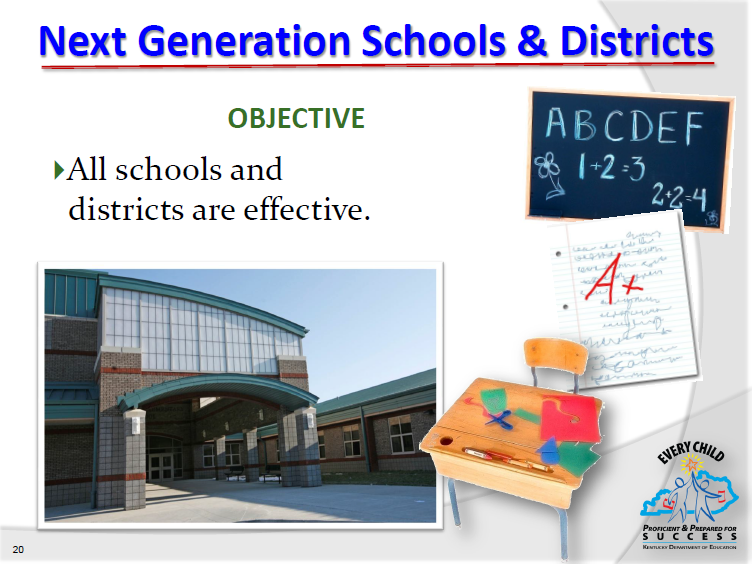 Next Generation Schools & Districts
OBJECTIVE
All schools and
districts are effective.
A B C D E F
1+2=3
2+2=4
A+
EVERY CHILD
PROFICIENT & PREPARED FOR
SUCCESS
KENTUCKY DEPARTMENT OF EDUCATION
20